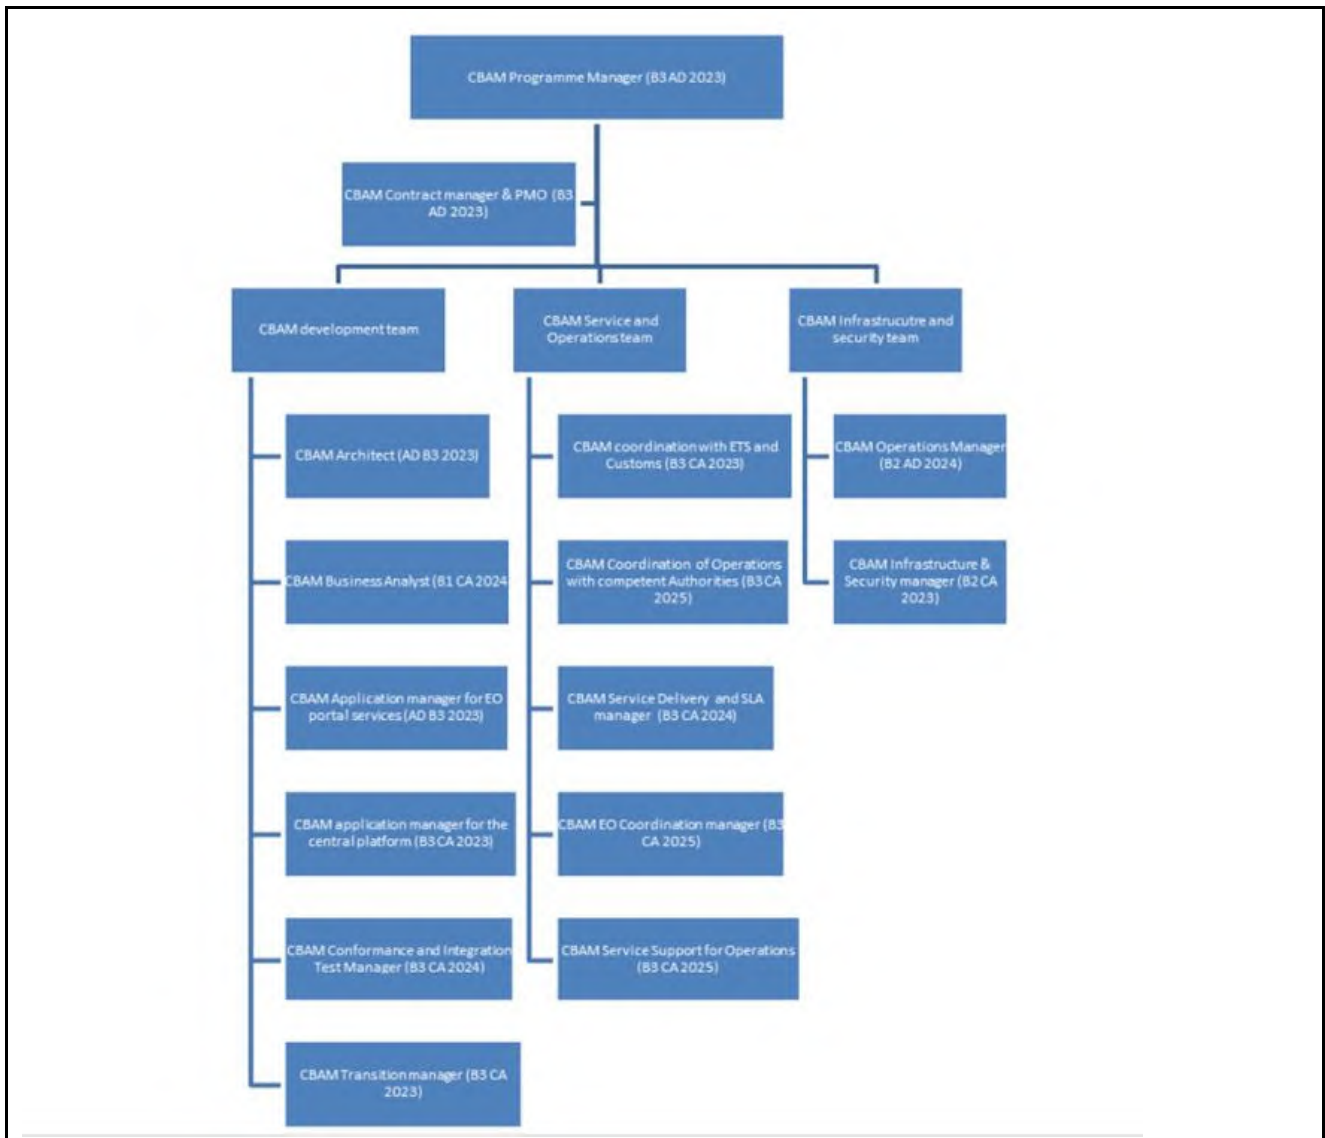 CBAM Programme Manager (B3 AD 2023)
CBAM Contract manager & PMO (B3
AD 2023)
CBAM development team
CBAM Service and
Operations team
CBAM Infrastrucutre and
security team
CBAM Architect (AD B3 2023)
CBAM Business Analyst (B1 CA 2024
CBAM Application manager for EO
portal services (AD B3 2023)
CBAM application manager for the
central platform (B3 CA 2023)
CBAM Conformance and Integration
Test Manager (B3 CA 2024)
CBAM Transition manager (B3 CA
2023)
CBAM coordination with ETS and
Customs (B3 CA 2023)
CBAM Coordination of Operations
with competent Authorities (B3 CA
2025)
CBAM Service Delivery and SLA
manager (B3 CA 2024)
CBAM EO Coordination manager (B3
CA 2025)
CBAM Service Support for Operations
(B3 CA 2025)
CBAM Operations Manager
(B2 AD 2024)
CBAM Infrastructure &
Security manager (B2 CA
2023)